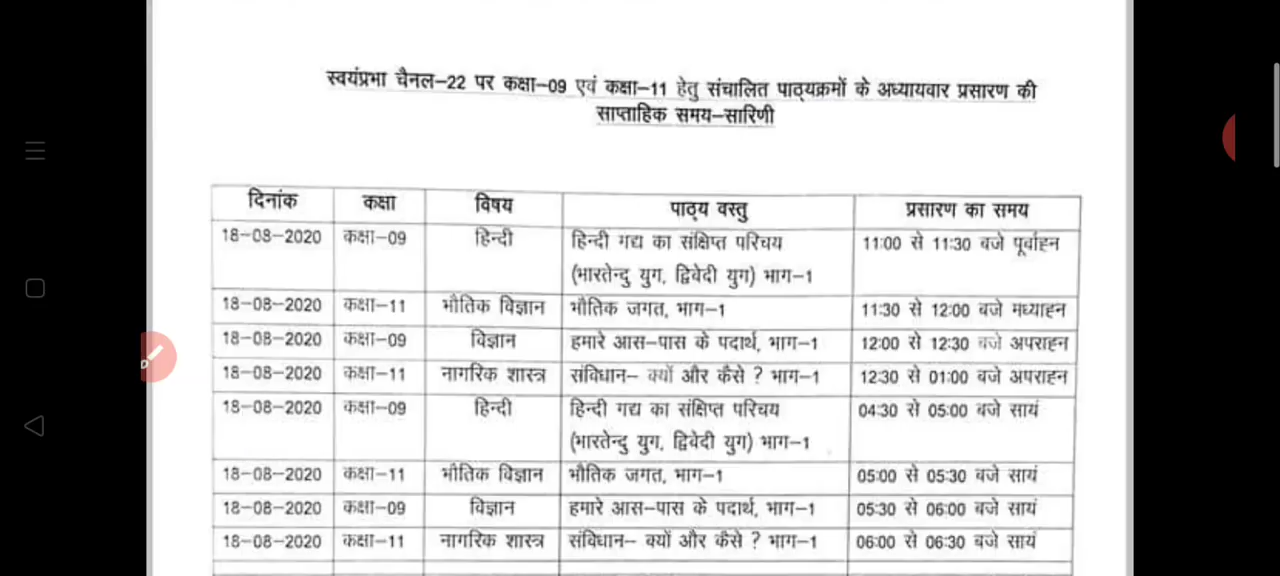 स्वयंप्रभा चैनल-22 पर कक्षा-09 एवं कक्षा-11 हेतु संचालित पाठ्यक्रमों के अध्यायवार प्रसारण की
साप्ताहिक समय-सारिणी
दिनांक कक्षा विषय पाठ्य वस्तु प्रसारण का समय
18-08-2020 कक्षा-09 हिन्दी हिन्दी गद्य का संक्षिप्त परिचय 11:00 से 11:30 बजे पूर्वाहन
(भारतेन्दु युग, द्विवेदी युग) भाग-1
18-08-2020 कक्षा-11 भौतिक विज्ञान भौतिक जगत, भाग-1 11:30 से 12:00 बजे मध्याहन
18-08-2020 कक्षा-09 विज्ञान हमारे आस-पास के पदार्थ, भाग-1 12:00 से 12:30 बजे अपराहन
18-08-2020 कक्षा-11 नागरिक शास्त्र संविधान- क्यों और कैसे ? भाग-1 12:30 से 01:00 बजे अपराहन
18-08-2020 कक्षा-09 हिन्दी हिन्दी गद्य का संक्षिप्त परिचय 04:30 से 05:00 बजे सायं
(भारतेन्दु युग, द्विवेदी युग) भाग-1
18-08-2020 कक्षा-11 भौतिक विज्ञान भौतिक जगत, भाग-1 05:00 से 05:30 बजे सायं
18-08-2020 कक्षा-09 विज्ञान हमारे आस-पास के पदार्थ, भाग-1 05:30 से 06:00 बजे सायं
18-08-2020 कक्षा-11 नागरिक शास्त्र संविधान- क्यों और कैसे ? भाग-1 06:00 से 06:30 बजे सायं